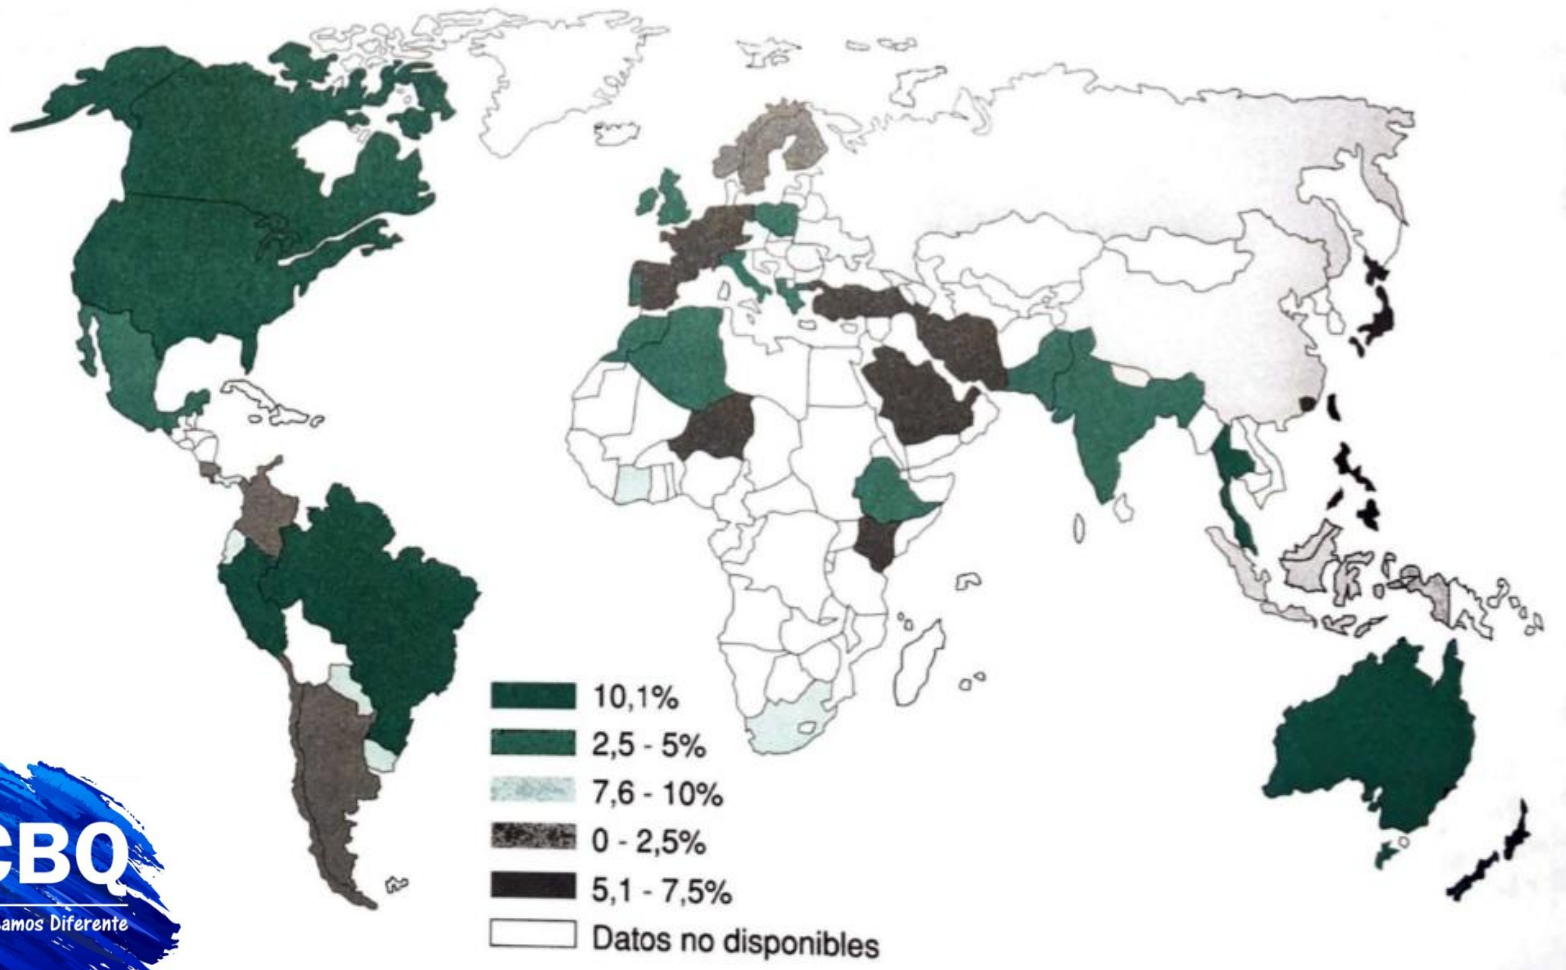 10,1%
2,5 - 5%
7,6 - 10%
0 - 2,5%
5,1 - 7,5%
Datos no disponibles
CBQ
amos Diferente